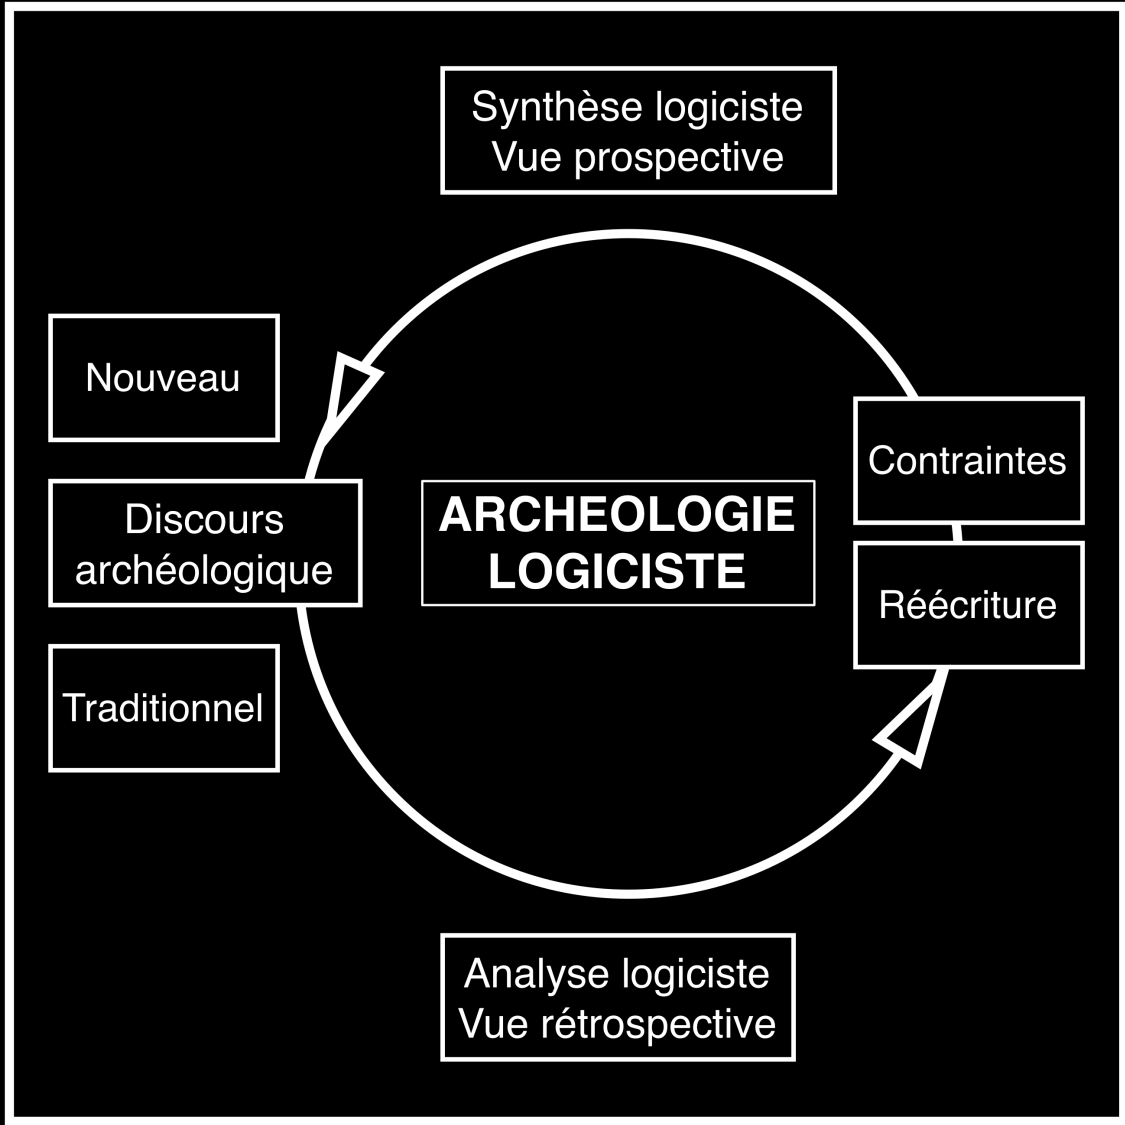 Synthèse logiciste
Vue prospective
Nouveau
Contraintes
Discours
archéologique
ARCHEOLOGIE
LOGICISTE
Réécriture
Traditionnel
Analyse logiciste
Vue rétrospective